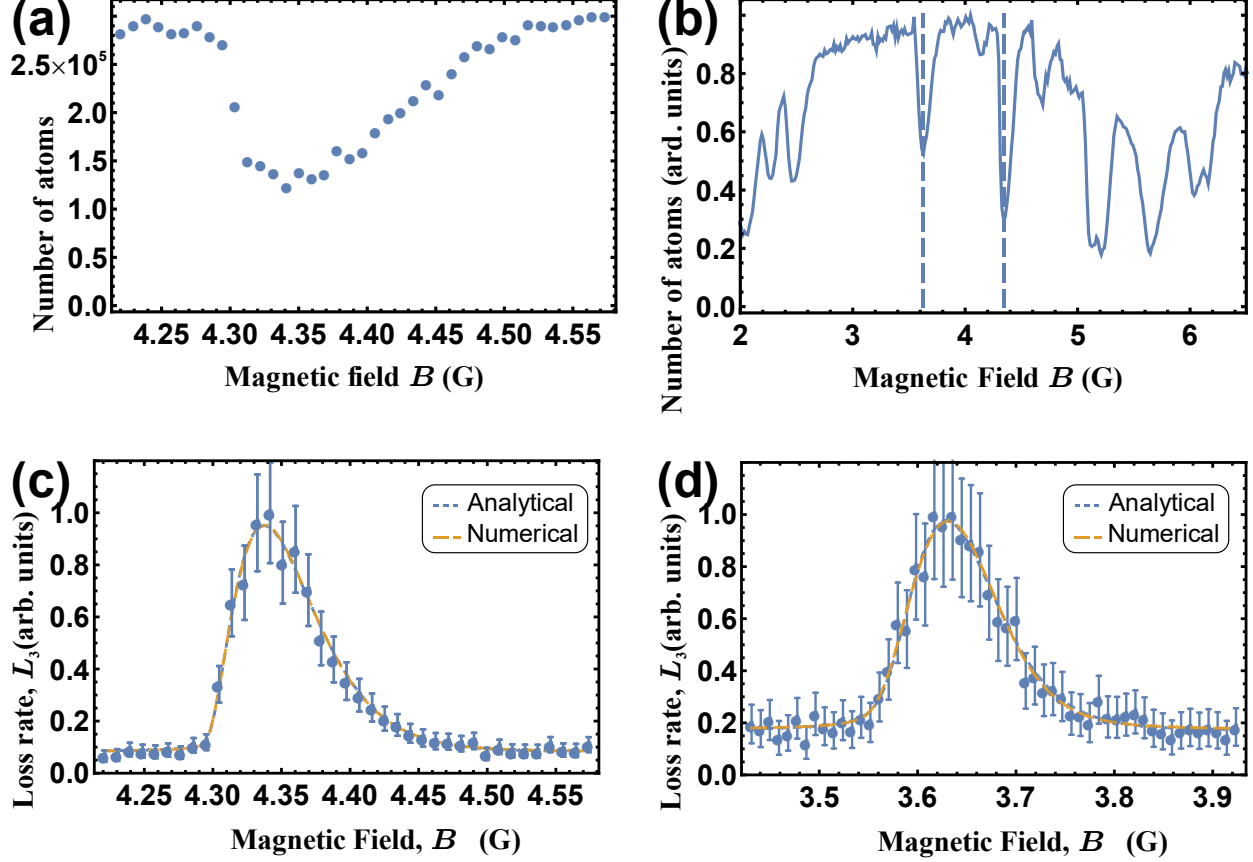 (a)
Number of atoms
2.5×10⁵
2.0
1.5
1.0
0.5
0.0
4.25 4.30 4.35 4.40 4.45 4.50 4.55
Magnetic field B (G)
(b)
Number of atoms (ard. units)
0.8
0.6
0.4
0.2
0.0
2 3 4 5 6
Magnetic Field B (G)
(c)
Loss rate, L₃(arb. units)
1.0
0.8
0.6
0.4
0.2
0.0
Analytical
Numerical
4.25 4.30 4.35 4.40 4.45 4.50 4.55
Magnetic Field, B (G)
(d)
Loss rate, L₃(arb. units)
1.0
0.8
0.6
0.4
0.2
0.0
Analytical
Numerical
3.5 3.6 3.7 3.8 3.9
Magnetic Field, B (G)